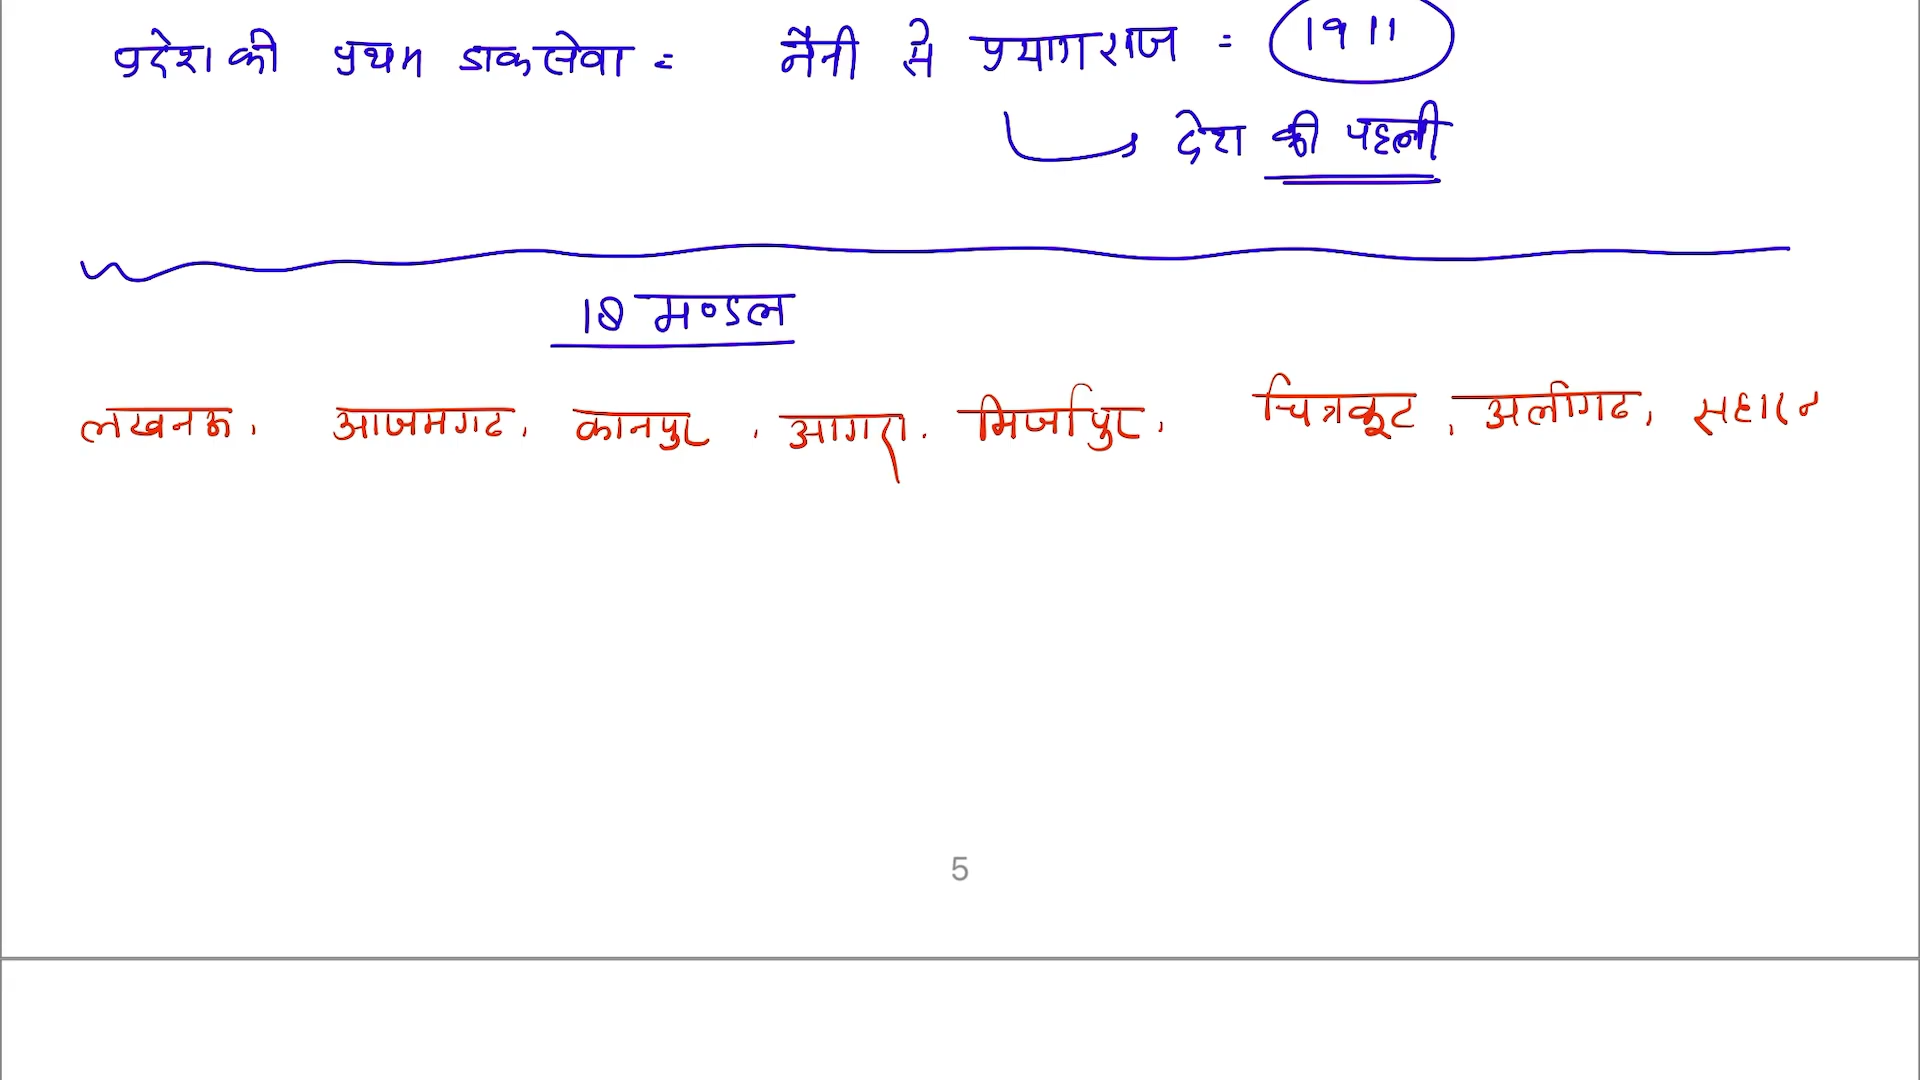 प्रदेश की प्रथम डाकसेवा = नैनी से प्रयागराज = 1911
देश की पहली
18 मण्डल
लखनऊ, आजमगढ, कानपुर, आगरा, मिर्जापुर, चित्रकूट, अलीगढ, सहारन
5